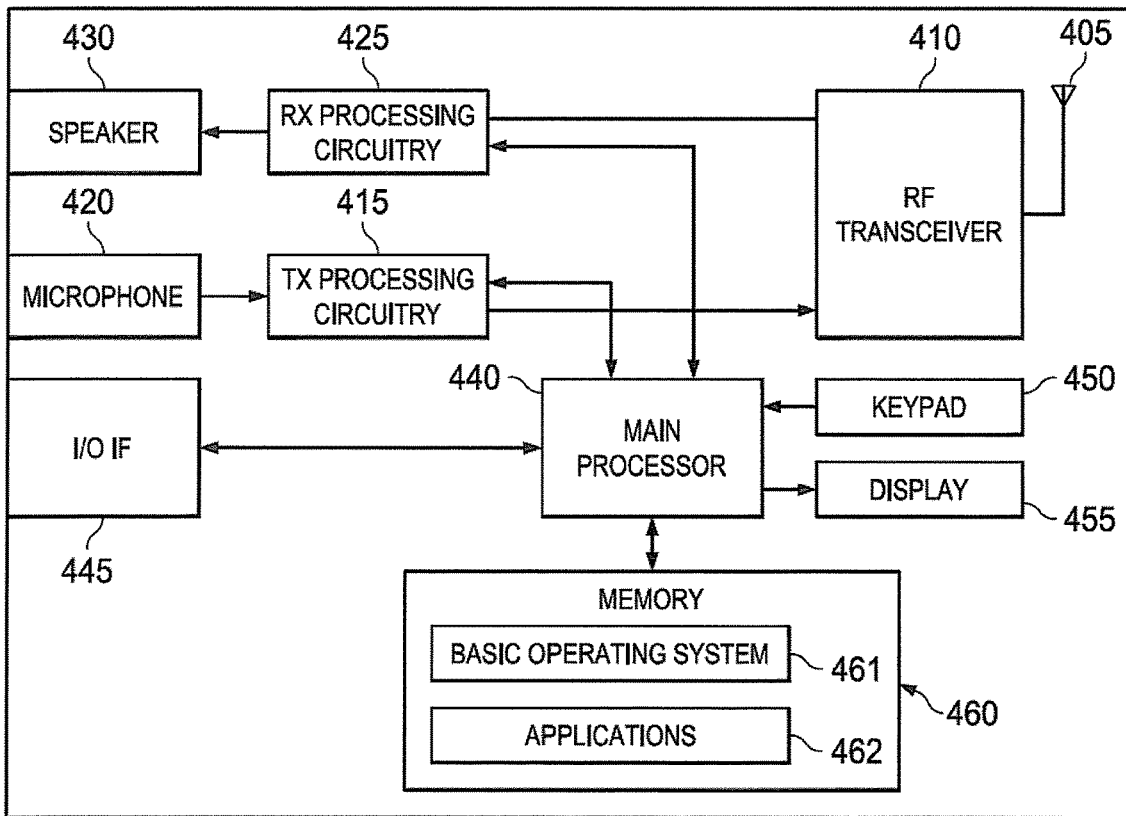 430
425
410
405
SPEAKER
RX PROCESSING
CIRCUITRY
RF
TRANSCEIVER
420
415
MICROPHONE
TX PROCESSING
CIRCUITRY
440
450
I/O IF
MAIN
PROCESSOR
KEYPAD
DISPLAY
445
455
MEMORY
BASIC OPERATING SYSTEM
461
460
APPLICATIONS
462